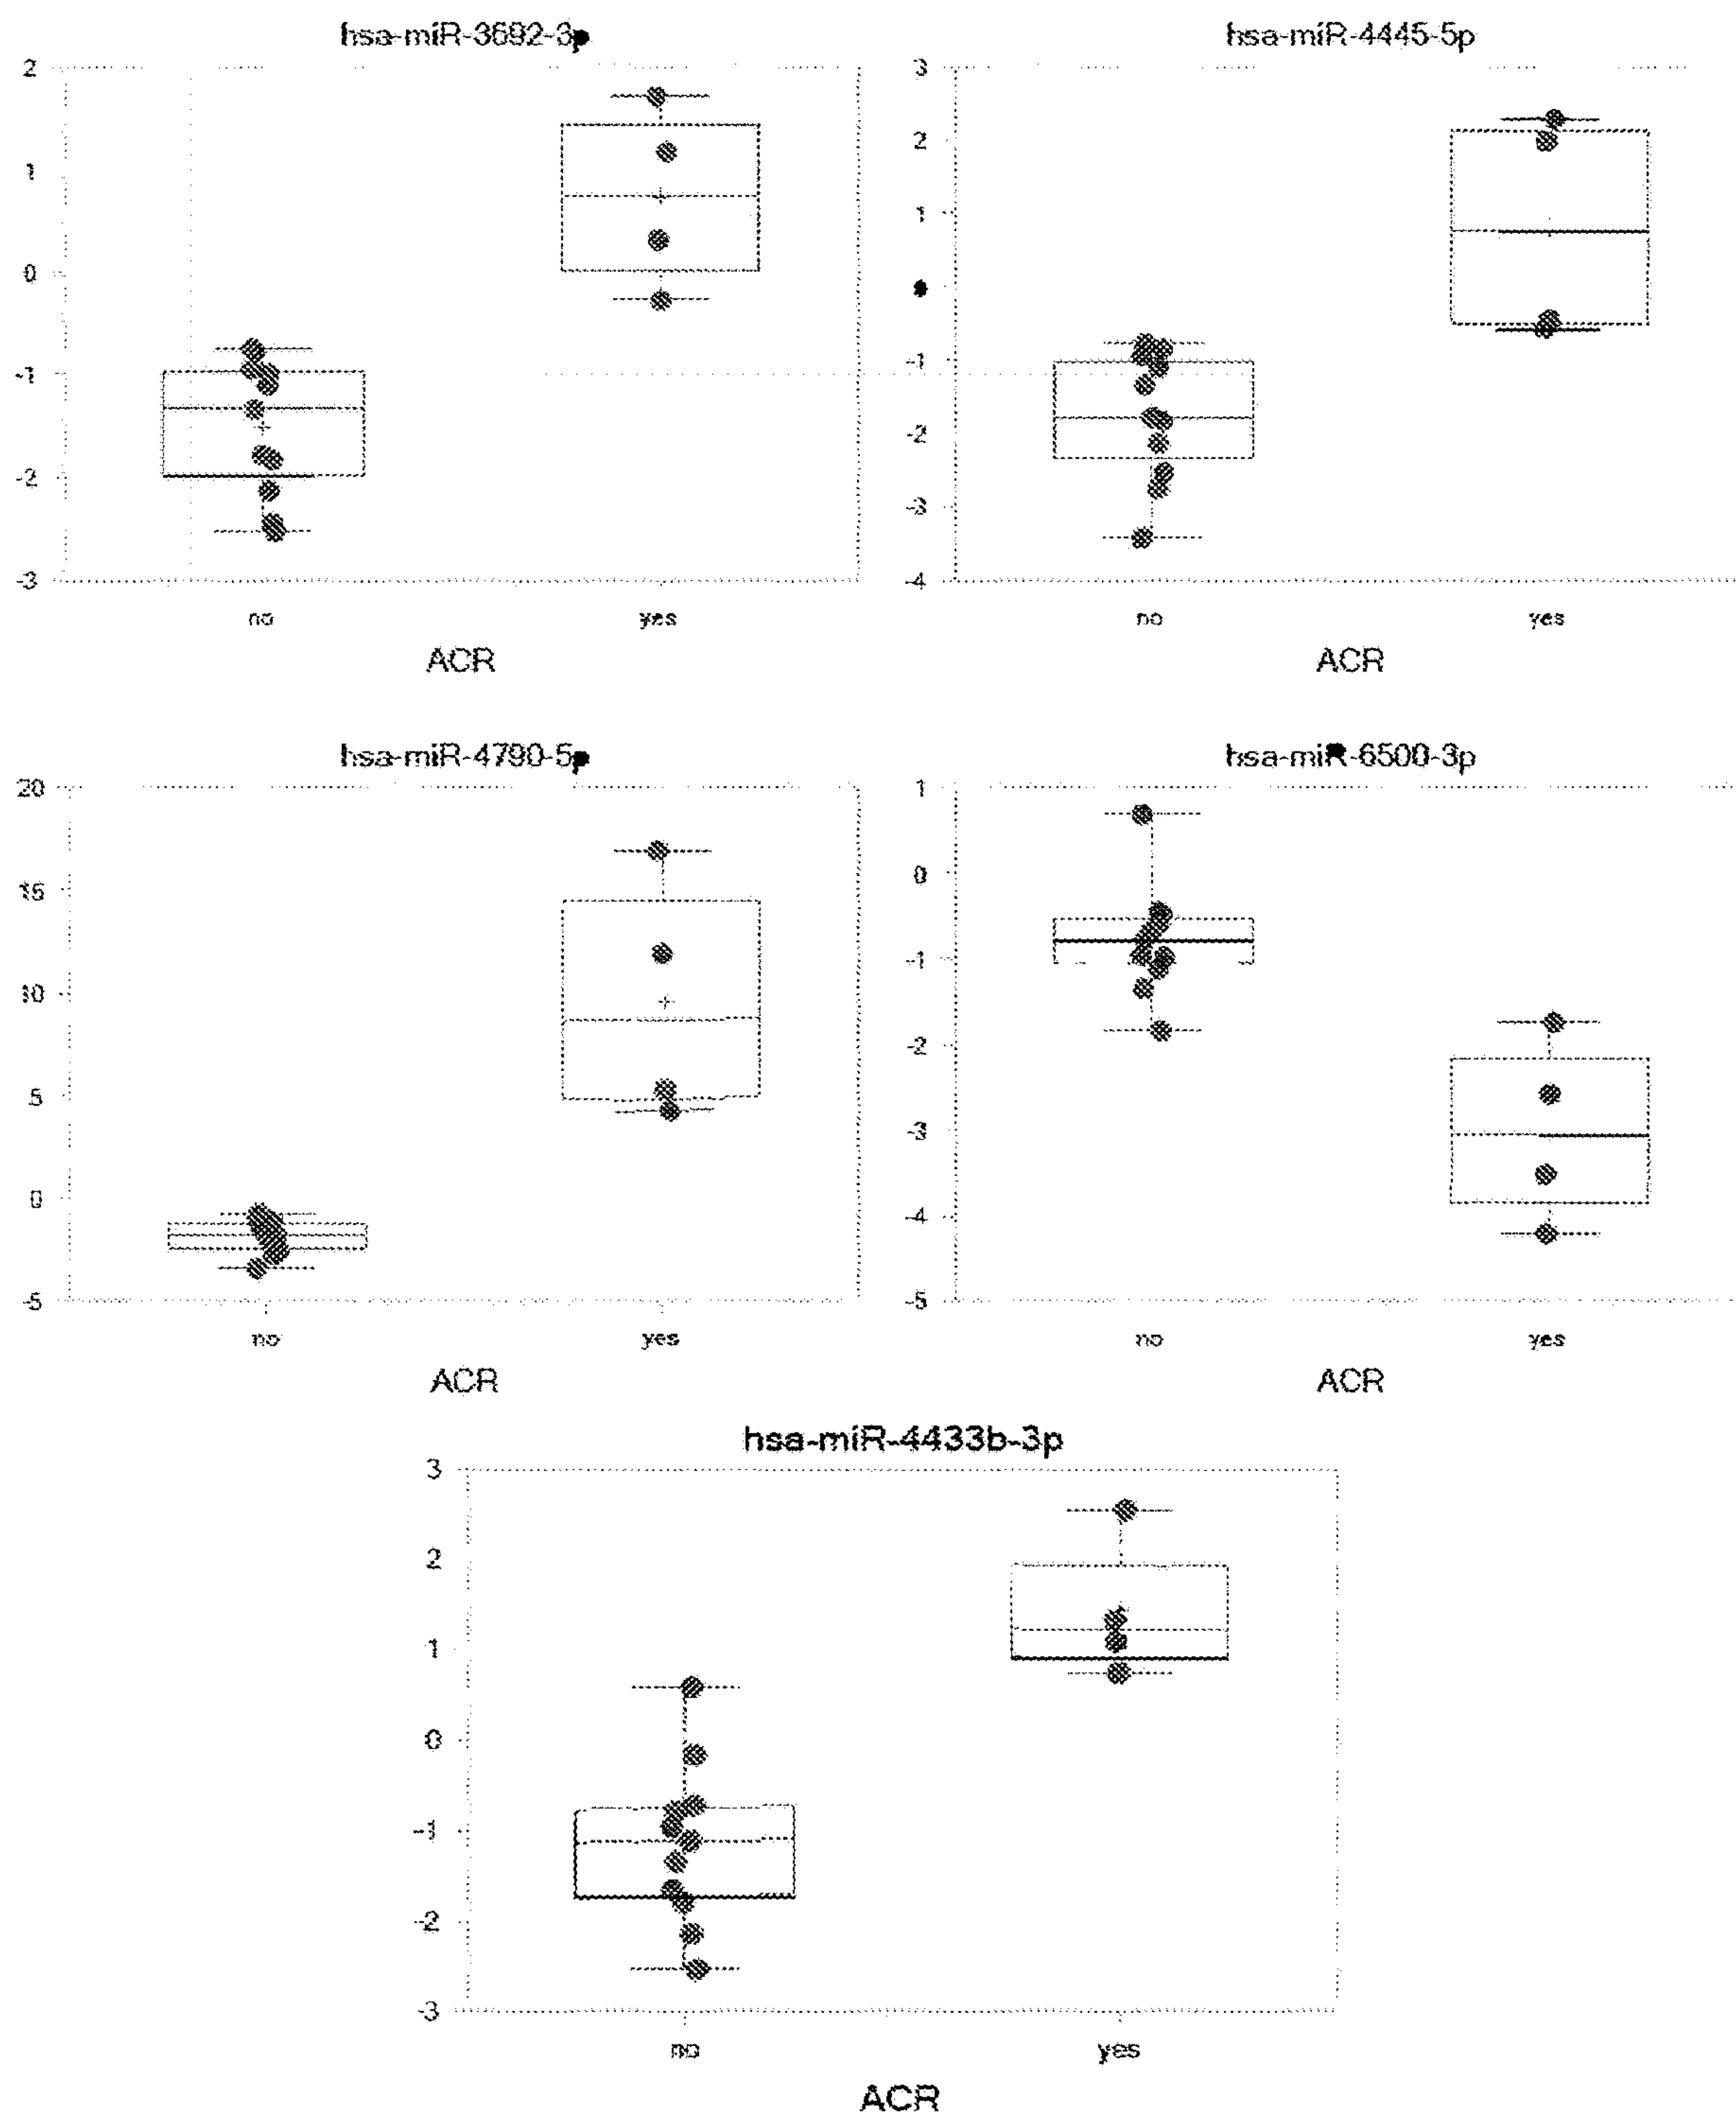 hsa-miR-3692-3p
2
1
0
-1
-2
-3
no yes
ACR
hsa-miR-4445-5p
3
2
1
-1
-2
-3
-4
no yes
ACR
hsa-miR-4790-5p
20
15
10
5
0
-5
no yes
ACR
hsa-miR-6500-3p
1
0
-1
-2
-3
-4
-5
no yes
ACR
hsa-miR-4433b-3p
3
2
1
0
-1
-2
-3
no yes
ACR